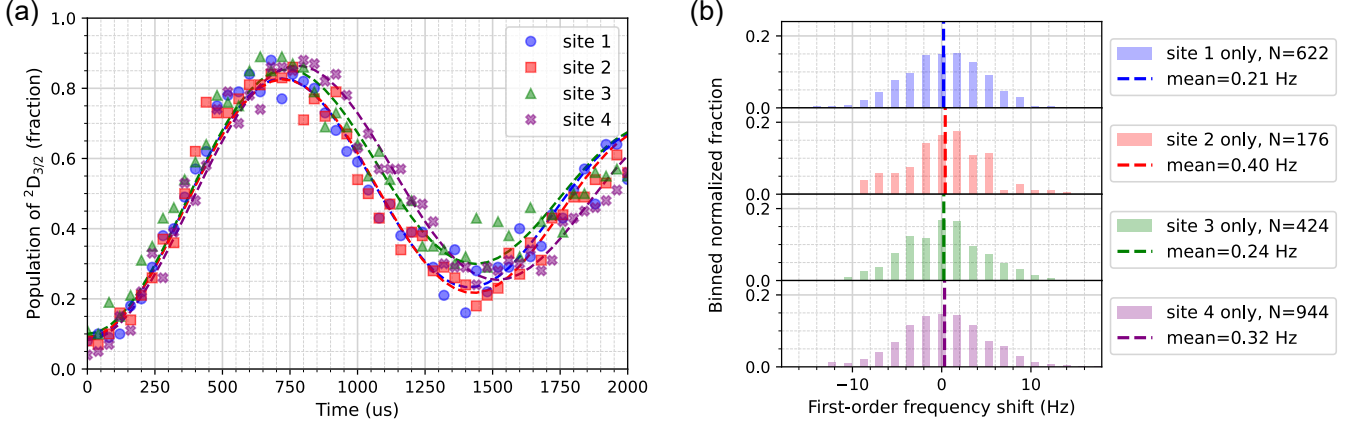 (a)
Population of ²D₃/₂ (fraction)
1.0
0.8
0.6
0.4
0.2
0.0
site 1
site 2
site 3
site 4
0
250
500
750
1000
1250
1500
1750
2000
Time (us)
(b)
Binned normalized fraction
0.2
0.0
0.2
0.0
0.2
0.0
0.2
0.0
−10
0
10
First-order frequency shift (Hz)
site 1 only, N=622
mean=0.21 Hz
site 2 only, N=176
mean=0.40 Hz
site 3 only, N=424
mean=0.24 Hz
site 4 only, N=944
mean=0.32 Hz